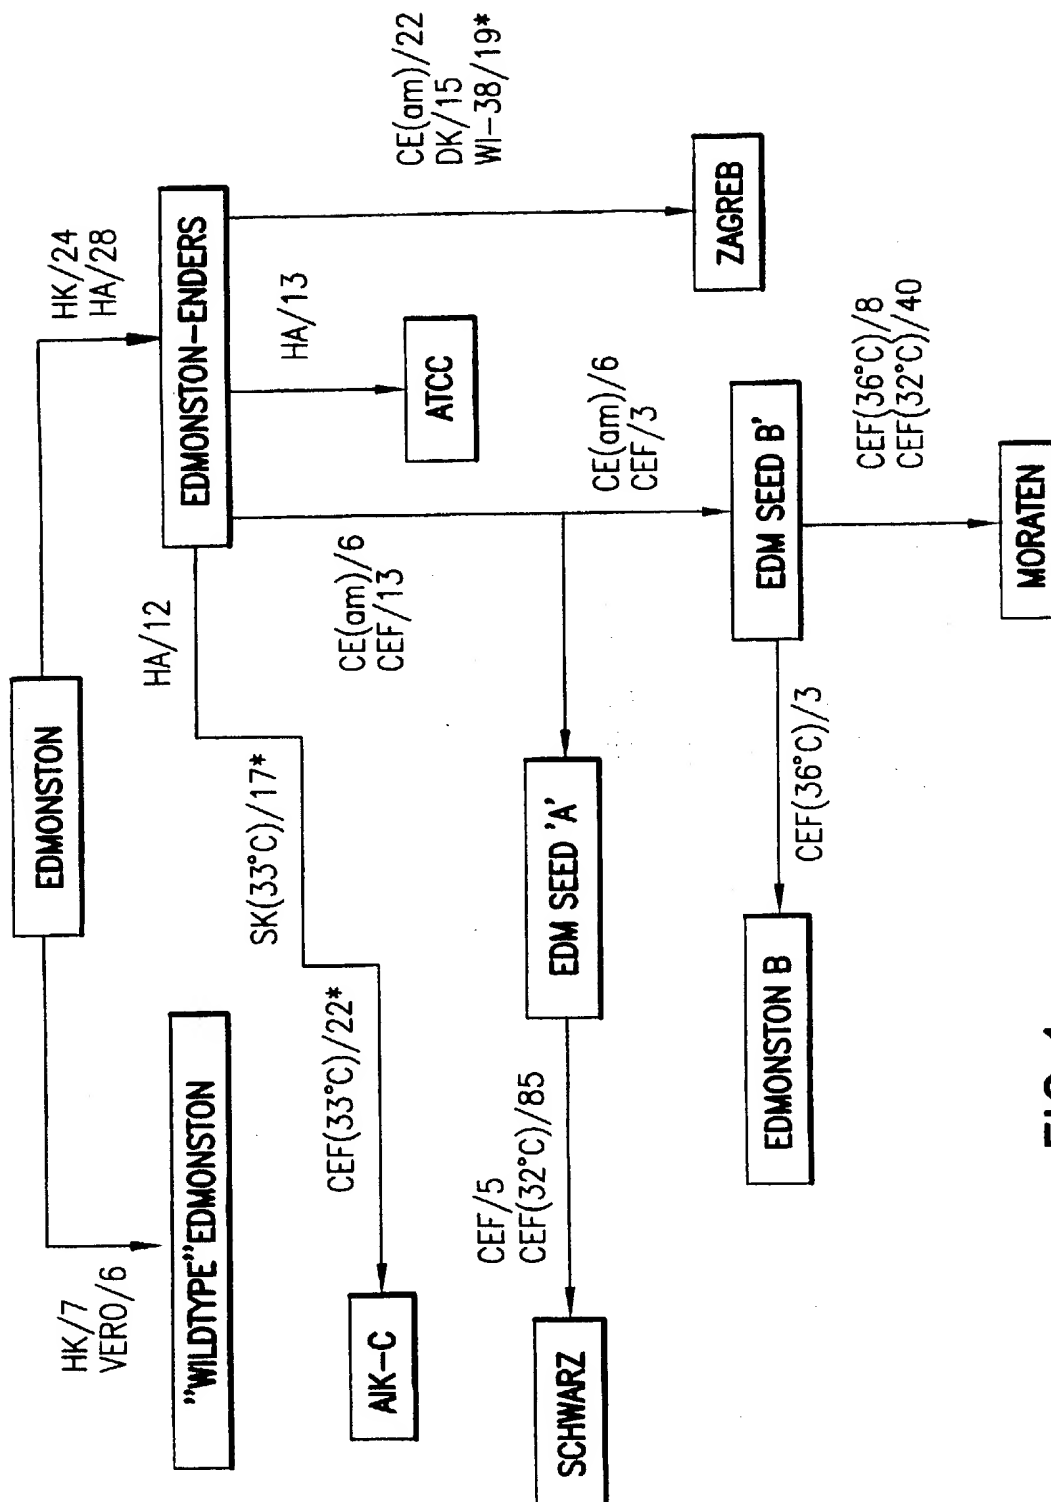 EDMONSTON
HK/7
VERO/6
"WILDTYPE"EDMONSTON
HK/24
HA/28
EDMONSTON-ENDERS
HA/12
SK(33°C)/17*
CEF(33°C)/22*
AIK-C
CE(am)/6
CEF/13
HA/13
ATCC
CE(am)/22
DK/15
WI-38/19*
ZAGREB
EDM SEED 'A'
CEF/5
CEF(32°C)/85
SCHWARZ
CE(am)/6
CEF/3
EDM SEED B'
CEF(36°C)/3
EDMONSTON B
CEF(36°C)/8
CEF(32°C)/40
MORATEN